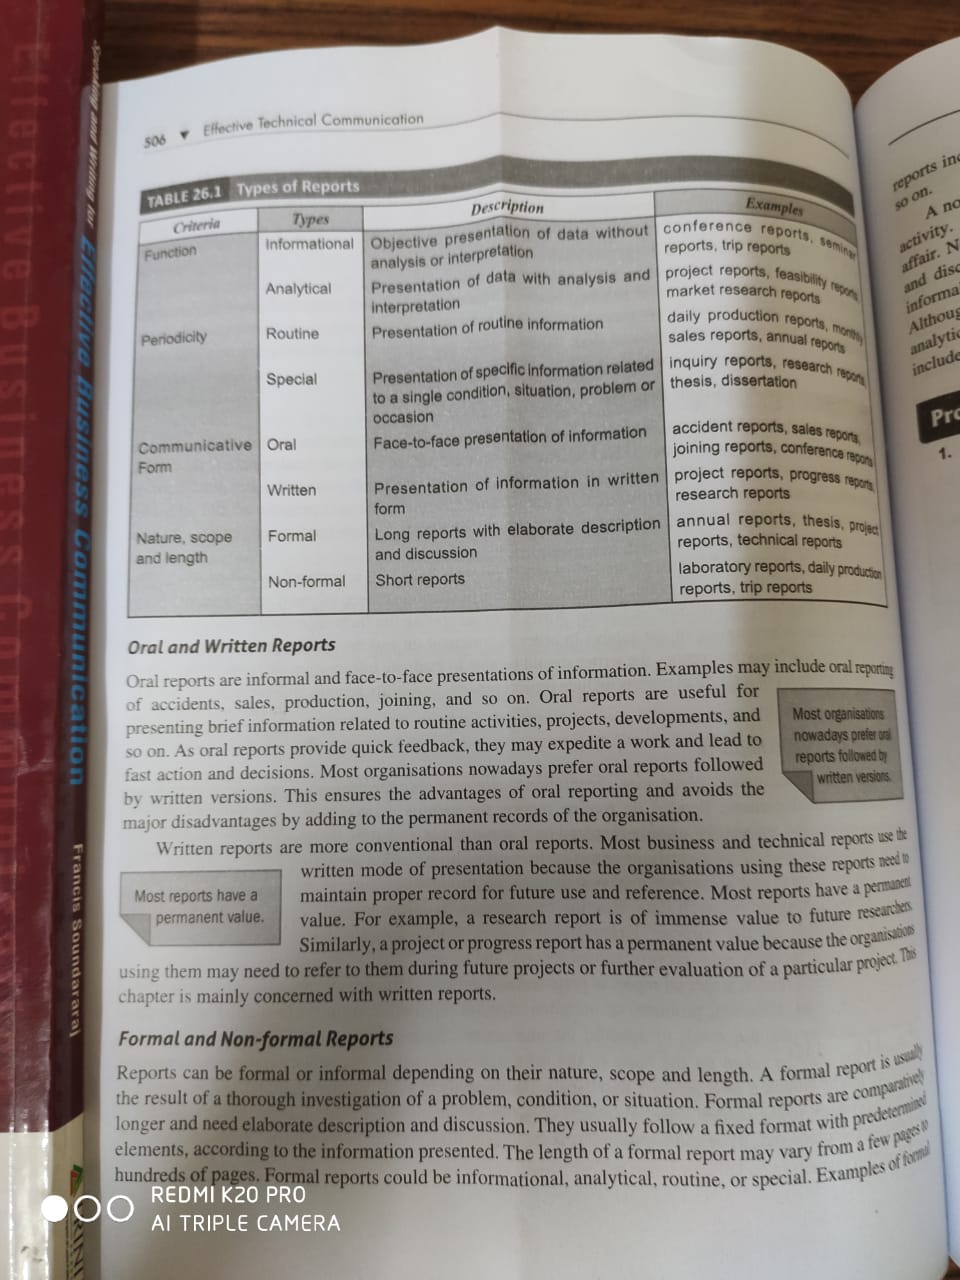 506 ▼ Effective Technical Communication
TABLE 26.1 Types of Reports
Criteria Types Description Examples
Function Informational Objective presentation of data without analysis or interpretation conference reports, seminar reports, trip reports
Analytical Presentation of data with analysis and interpretation project reports, feasibility reports, market research reports
Periodicity Routine Presentation of routine information daily production reports, monthly sales reports, annual reports
Special Presentation of specific information related to a single condition, situation, problem or occasion inquiry reports, research reports, thesis, dissertation
Communicative Form Oral Face-to-face presentation of information accident reports, sales reports, joining reports, conference reports
Written Presentation of information in written form project reports, progress reports, research reports
Nature, scope and length Formal Long reports with elaborate description and discussion annual reports, thesis, project reports, technical reports
Non-formal Short reports laboratory reports, daily production reports, trip reports
Oral and Written Reports
Oral reports are informal and face-to-face presentations of information. Examples may include oral reporting
of accidents, sales, production, joining, and so on. Oral reports are useful for
presenting brief information related to routine activities, projects, developments, and
so on. As oral reports provide quick feedback, they may expedite a work and lead to
fast action and decisions. Most organisations nowadays prefer oral reports followed
by written versions. This ensures the advantages of oral reporting and avoids the
major disadvantages by adding to the permanent records of the organisation.
Most organisations
nowadays prefer oral
reports followed by
written versions.
Written reports are more conventional than oral reports. Most business and technical reports use the
written mode of presentation because the organisations using these reports need to
maintain proper record for future use and reference. Most reports have a permanent
value. For example, a research report is of immense value to future researchers.
Similarly, a project or progress report has a permanent value because the organisations
using them may need to refer to them during future projects or further evaluation of a particular project. This
chapter is mainly concerned with written reports.
Most reports have a
permanent value.
Formal and Non-formal Reports
Reports can be formal or informal depending on their nature, scope and length. A formal report is usually
the result of a thorough investigation of a problem, condition, or situation. Formal reports are comparatively
longer and need elaborate description and discussion. They usually follow a fixed format with predetermined
elements, according to the information presented. The length of a formal report may vary from a few pages to
hundreds of pages. Formal reports could be informational, analytical, routine, or special. Examples of formal
reports inc
so on.
A no
activity.
affair. N
and disc
informa
Althoug
analytic
include
Pro
1.
Speaking and Writing for
Effective Business Communication
Francis Soundararaj
Effective Business Commun
REDMI K20 PRO
AI TRIPLE CAMERA